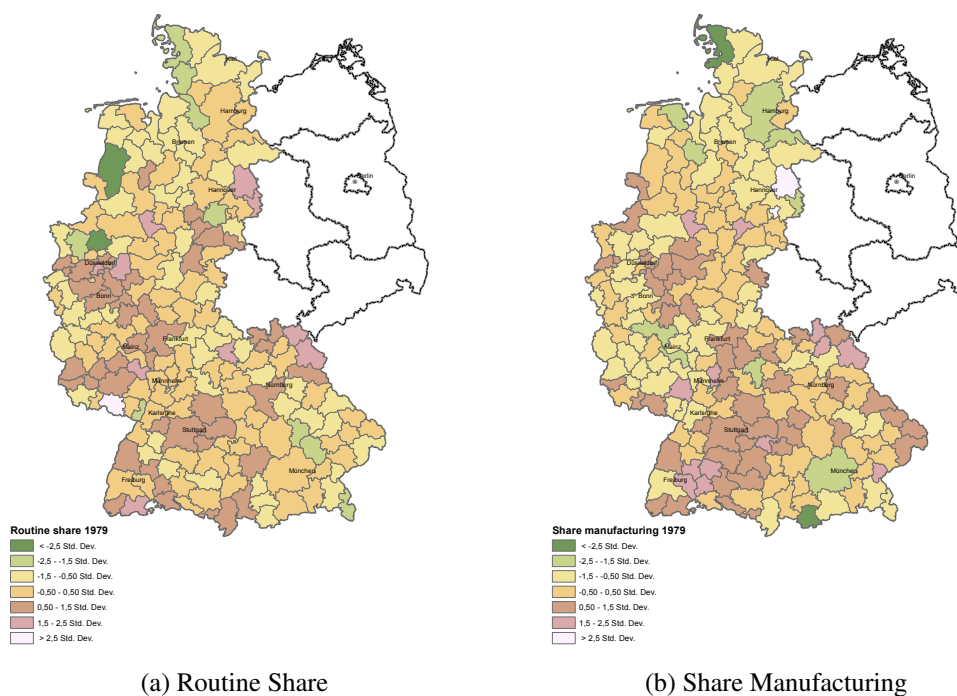 Kiel
Hamburg
Bremen
Berlin
Hannover
Düsseldorf
Bonn
Frankfurt
Mainz
Mannheim
Nürnberg
Karlsruhe
Stuttgart
München
Freiburg
Routine share 1979
< -2,5 Std. Dev.
-2,5 - -1,5 Std. Dev.
-1,5 - -0,50 Std. Dev.
-0,50 - 0,50 Std. Dev.
0,50 - 1,5 Std. Dev.
1,5 - 2,5 Std. Dev.
> 2,5 Std. Dev.
(a) Routine Share
Kiel
Hamburg
Bremen
Berlin
Hannover
Düsseldorf
Bonn
Frankfurt
Mainz
Mannheim
Nürnberg
Karlsruhe
Stuttgart
München
Freiburg
Share manufacturing 1979
< -2,5 Std. Dev.
-2,5 - -1,5 Std. Dev.
-1,5 - -0,50 Std. Dev.
-0,50 - 0,50 Std. Dev.
0,50 - 1,5 Std. Dev.
1,5 - 2,5 Std. Dev.
> 2,5 Std. Dev.
(b) Share Manufacturing